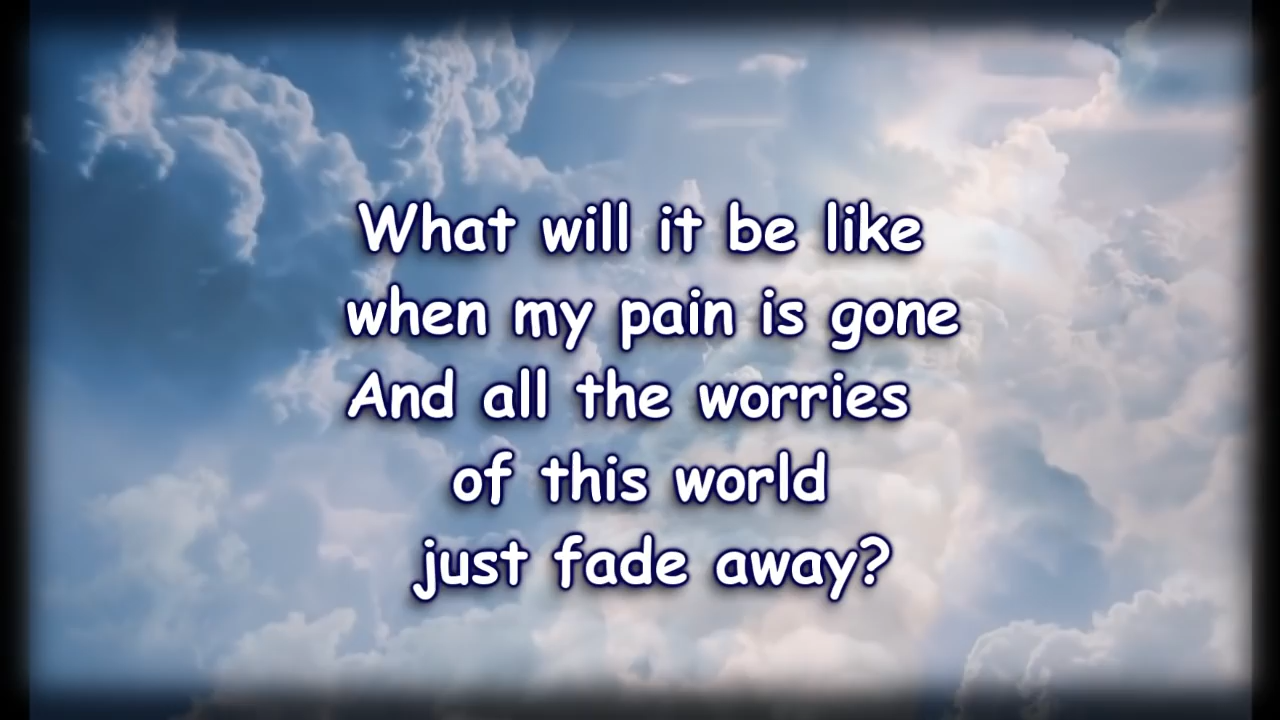 What will it be like
when my pain is gone
And all the worries
of this world
just fade away?